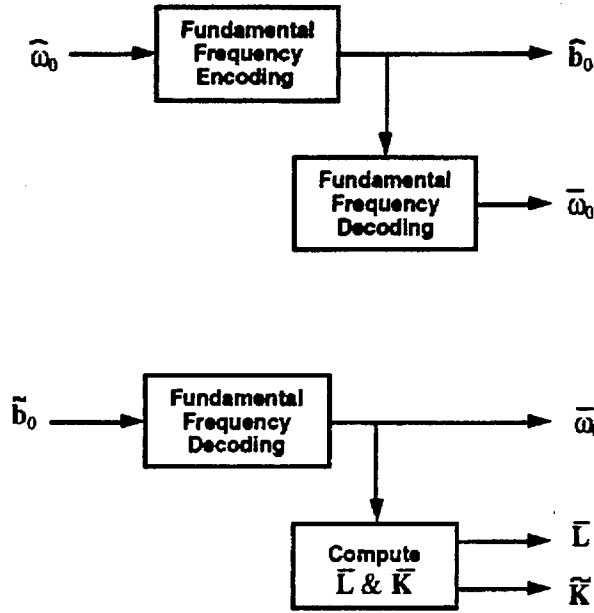 ω̂₀
Fundamental
Frequency
Encoding
b̂₀
Fundamental
Frequency
Decoding
ω̄₀
b̃₀
Fundamental
Frequency
Decoding
ω̄
L̄
Compute
L̄ & K̄
K̃